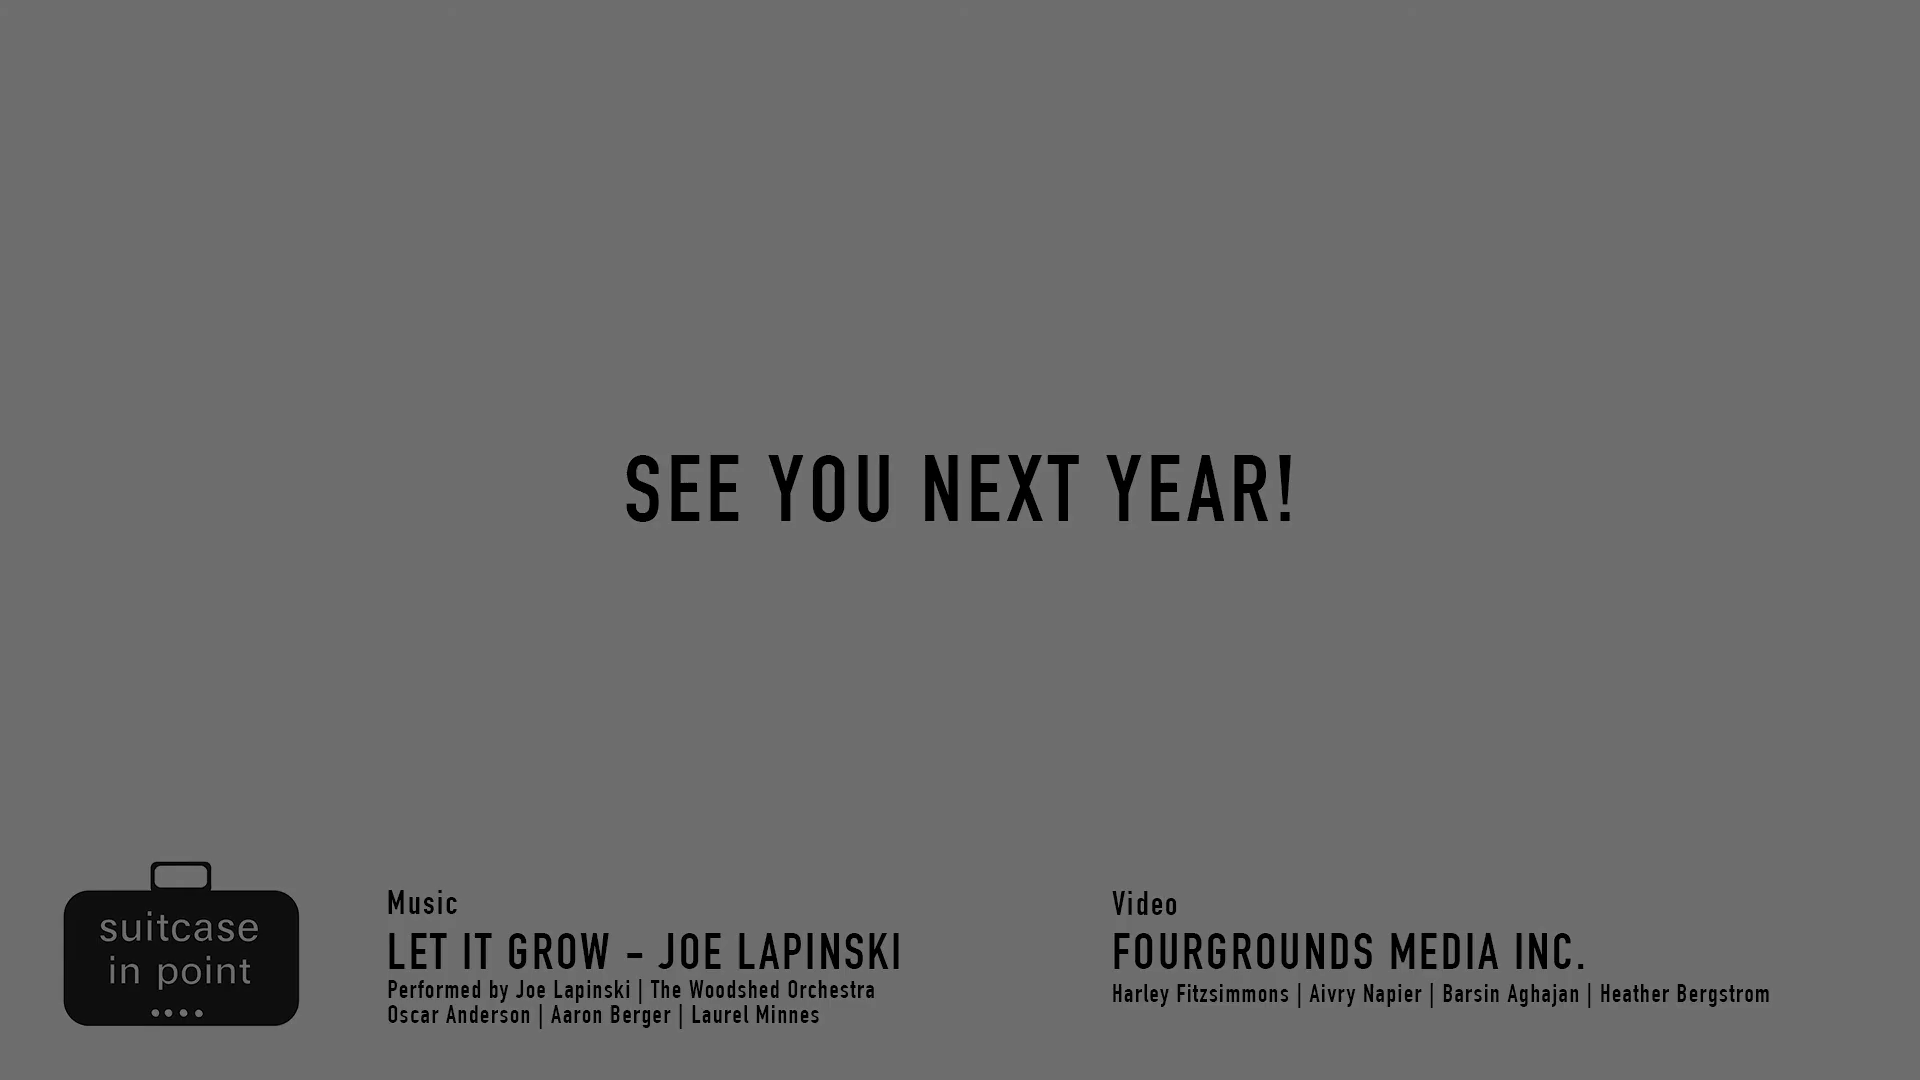 SEE YOU NEXT YEAR!
suitcase
in point
Music
LET IT GROW - JOE LAPINSKI
Performed by Joe Lapinski | The Woodshed Orchestra
Oscar Anderson | Aaron Berger | Laurel Minnes
Video
FOURGROUNDS MEDIA INC.
Harley Fitzsimmons | Aivry Napier | Barsin Aghajan | Heather Bergstrom